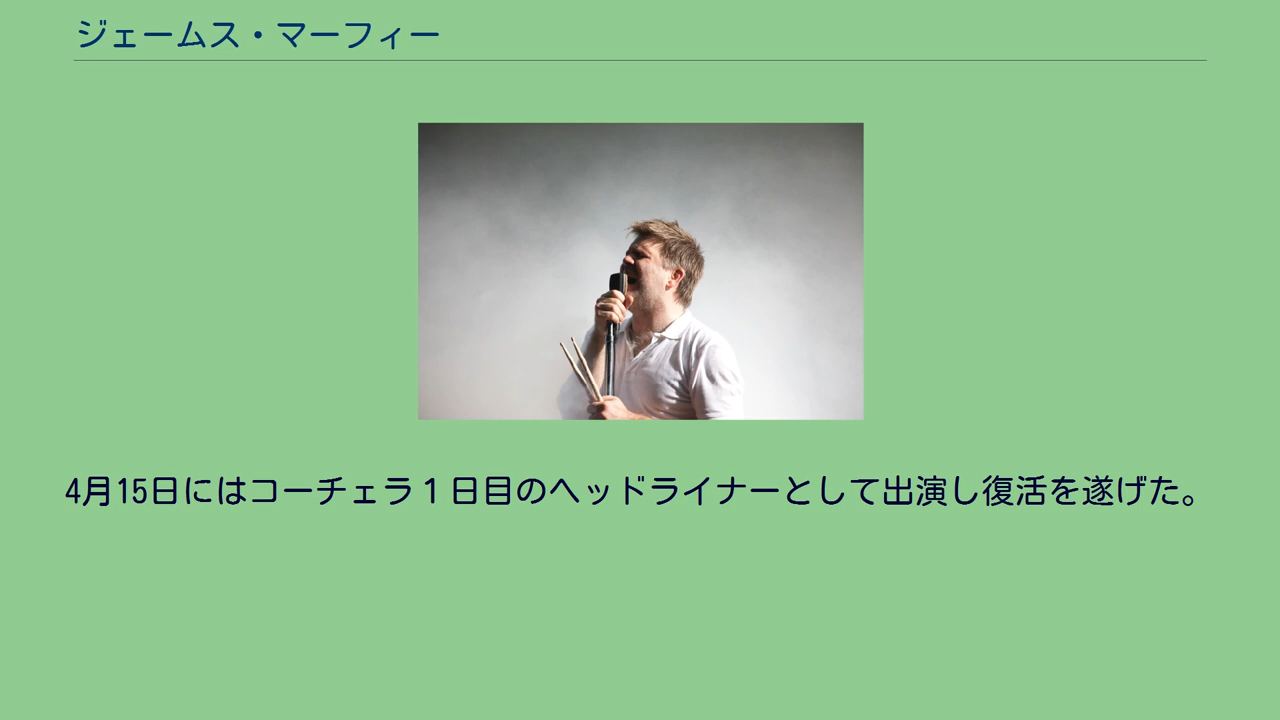 ジェームス・マーフィー
4月15日にはコーチェラ１日目のヘッドライナーとして出演し復活を遂げた。